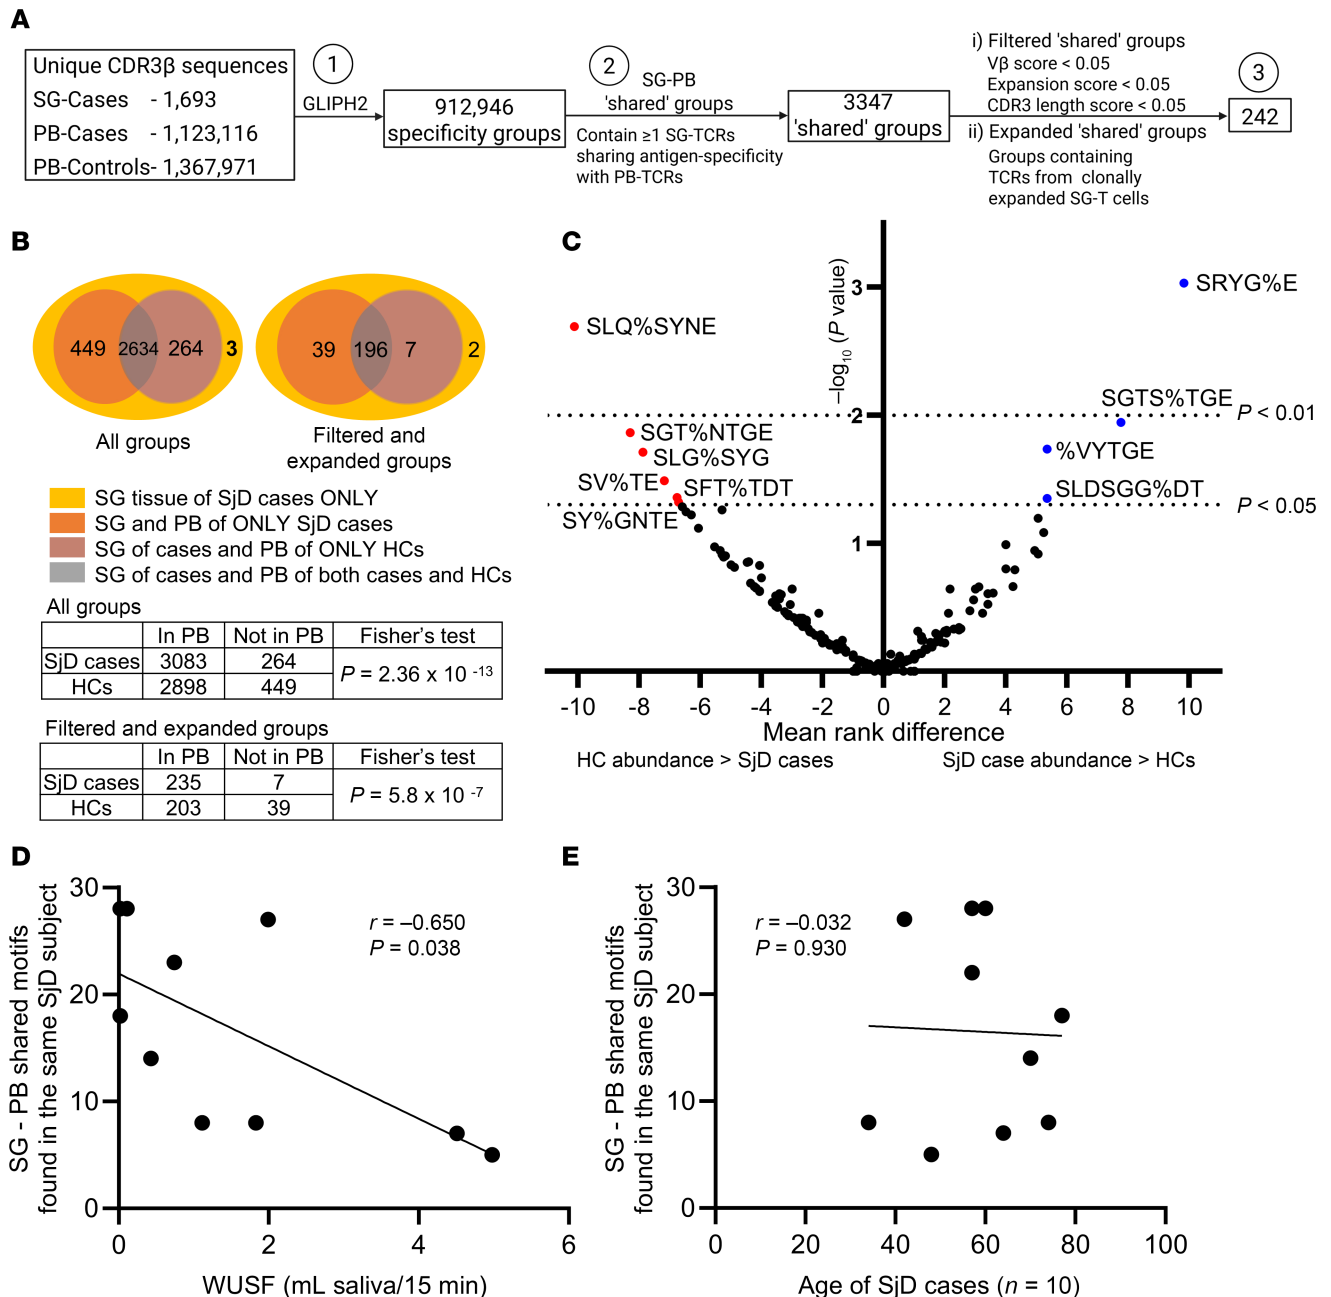 A
Unique CDR3β sequences
SG-Cases - 1,693
PB-Cases - 1,123,116
PB-Controls- 1,367,971
1
GLIPH2
912,946
specificity groups
2
SG-PB
'shared' groups
Contain ≥1 SG-TCRs
sharing antigen-specificity
with PB-TCRs
3347
'shared' groups
i) Filtered 'shared' groups
Vβ score < 0.05
Expansion score < 0.05
CDR3 length score < 0.05
ii) Expanded 'shared' groups
Groups containing
TCRs from clonally
expanded SG-T cells
3
242
B
449 2634 264 3
All groups
39 196 7 2
Filtered and
expanded groups
SG tissue of SjD cases ONLY
SG and PB of ONLY SjD cases
SG of cases and PB of ONLY HCs
SG of cases and PB of both cases and HCs
All groups
In PB Not in PB Fisher's test
SjD cases 3083 264 P = 2.36 x 10 -13
HCs 2898 449
Filtered and expanded groups
In PB Not in PB Fisher's test
SjD cases 235 7 P = 5.8 x 10 -7
HCs 203 39
C
–log10 (P value)
3
2
1
SLQ%SYNE
SRYG%E
SGTS%TGE
P < 0.01
SGT%NTGE
SLG%SYG
%VYTGE
SV%TE
SFT%TDT
SLDSGG%DT
P < 0.05
SY%GNTE
-10 -8 -6 -4 -2 0 2 4 6 8 10
Mean rank difference
HC abundance > SjD cases
SjD case abundance > HCs
D
SG - PB shared motifs
found in the same SjD subject
30
20
10
0
r = –0.650
P = 0.038
0 2 4 6
WUSF (mL saliva/15 min)
E
SG - PB shared motifs
found in the same SjD subject
30
20
10
0
r = –0.032
P = 0.930
0 20 40 60 80 100
Age of SjD cases (n = 10)